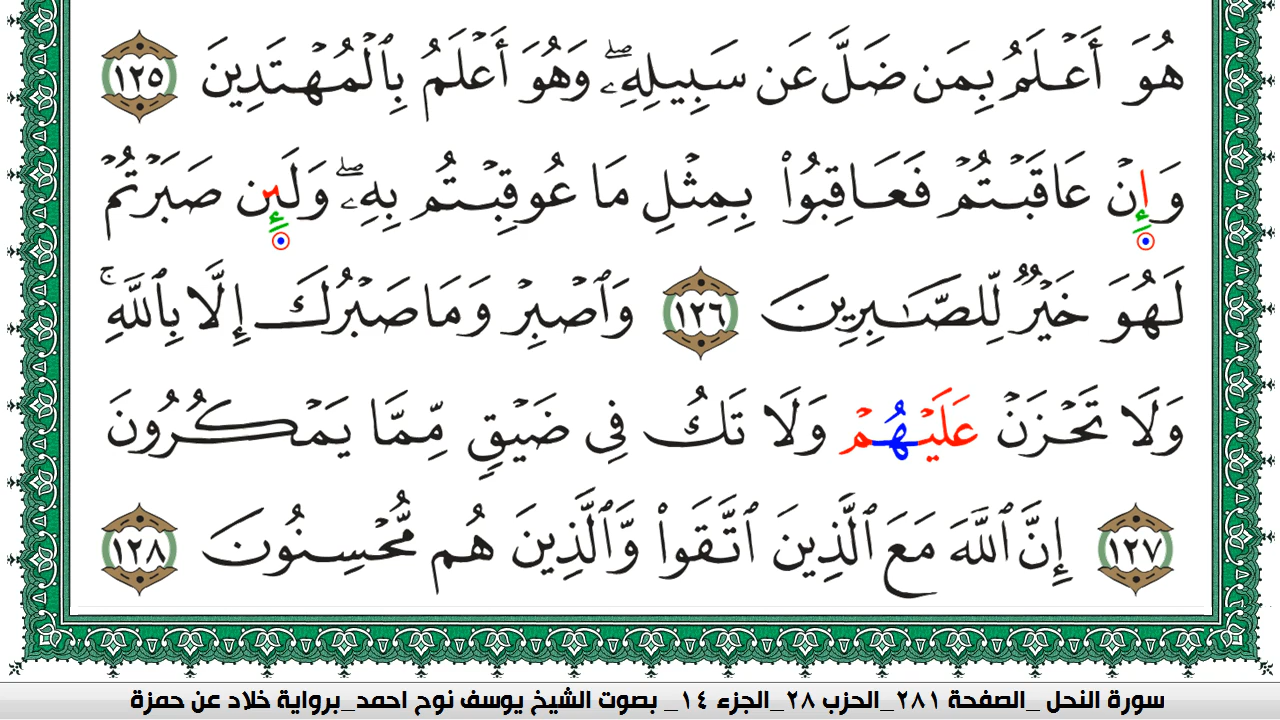 هُوَ أَعۡلَمُ بِمَن ضَلَّ عَن سَبِيلِهِۦۖ وَهُوَ أَعۡلَمُ بِٱلۡمُهۡتَدِينَ ١٢٥
وَإِنۡ عَاقَبۡتُمۡ فَعَاقِبُواْ بِمِثۡلِ مَا عُوقِبۡتُم بِهِۦۖ وَلَئِن صَبَرۡتُمۡ
لَهُوَ خَيۡرٞ لِّلصَّٰبِرِينَ ١٢٦ وَٱصۡبِرۡ وَمَا صَبۡرُكَ إِلَّا بِٱللَّهِۚ
وَلَا تَحۡزَنۡ عَلَيۡهُمۡ وَلَا تَكُ فِي ضَيۡقٖ مِّمَّا يَمۡكُرُونَ
١٢٧ إِنَّ ٱللَّهَ مَعَ ٱلَّذِينَ ٱتَّقَواْ وَّٱلَّذِينَ هُم مُّحۡسِنُونَ ١٢٨
سورة النحل _الصفحة ٢٨١_الحزب ٢٨_الجزء ١٤_ بصوت الشيخ يوسف نوح احمد_برواية خلاد عن حمزة